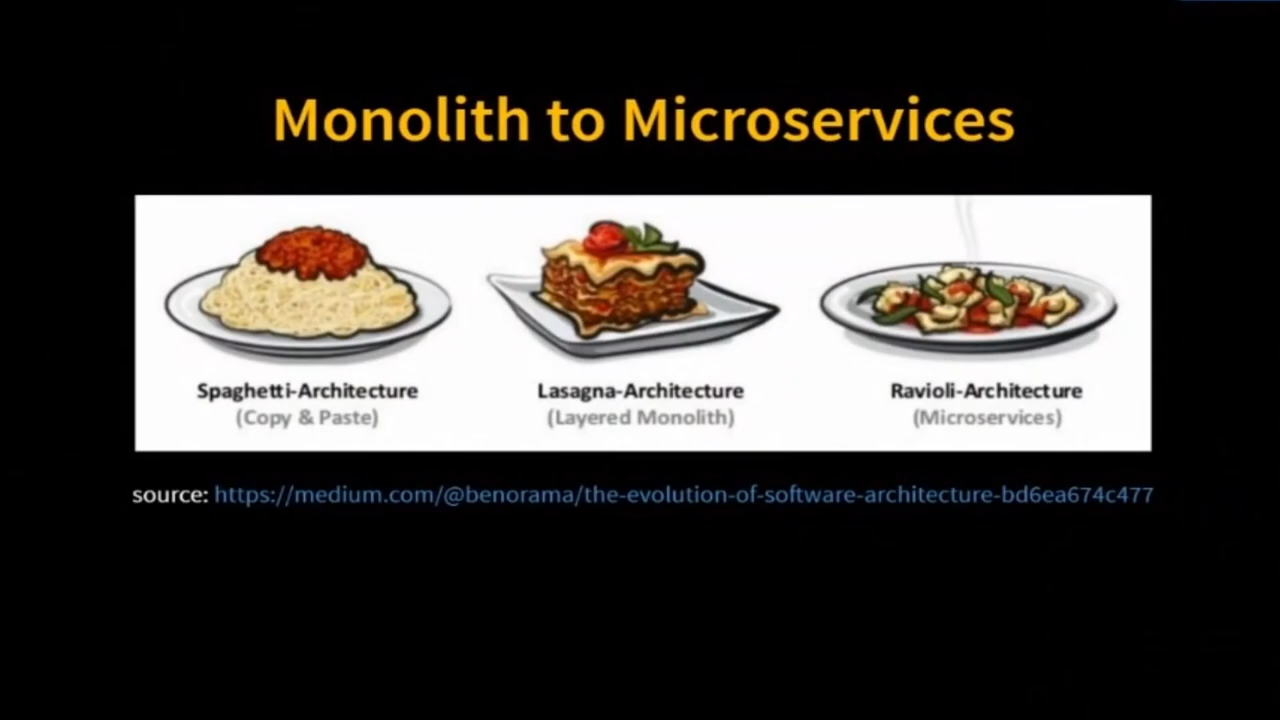 Monolith to Microservices
Spaghetti-Architecture
(Copy & Paste)
Lasagna-Architecture
(Layered Monolith)
Ravioli-Architecture
(Microservices)
source: https://medium.com/@benorama/the-evolution-of-software-architecture-bd6ea674c477